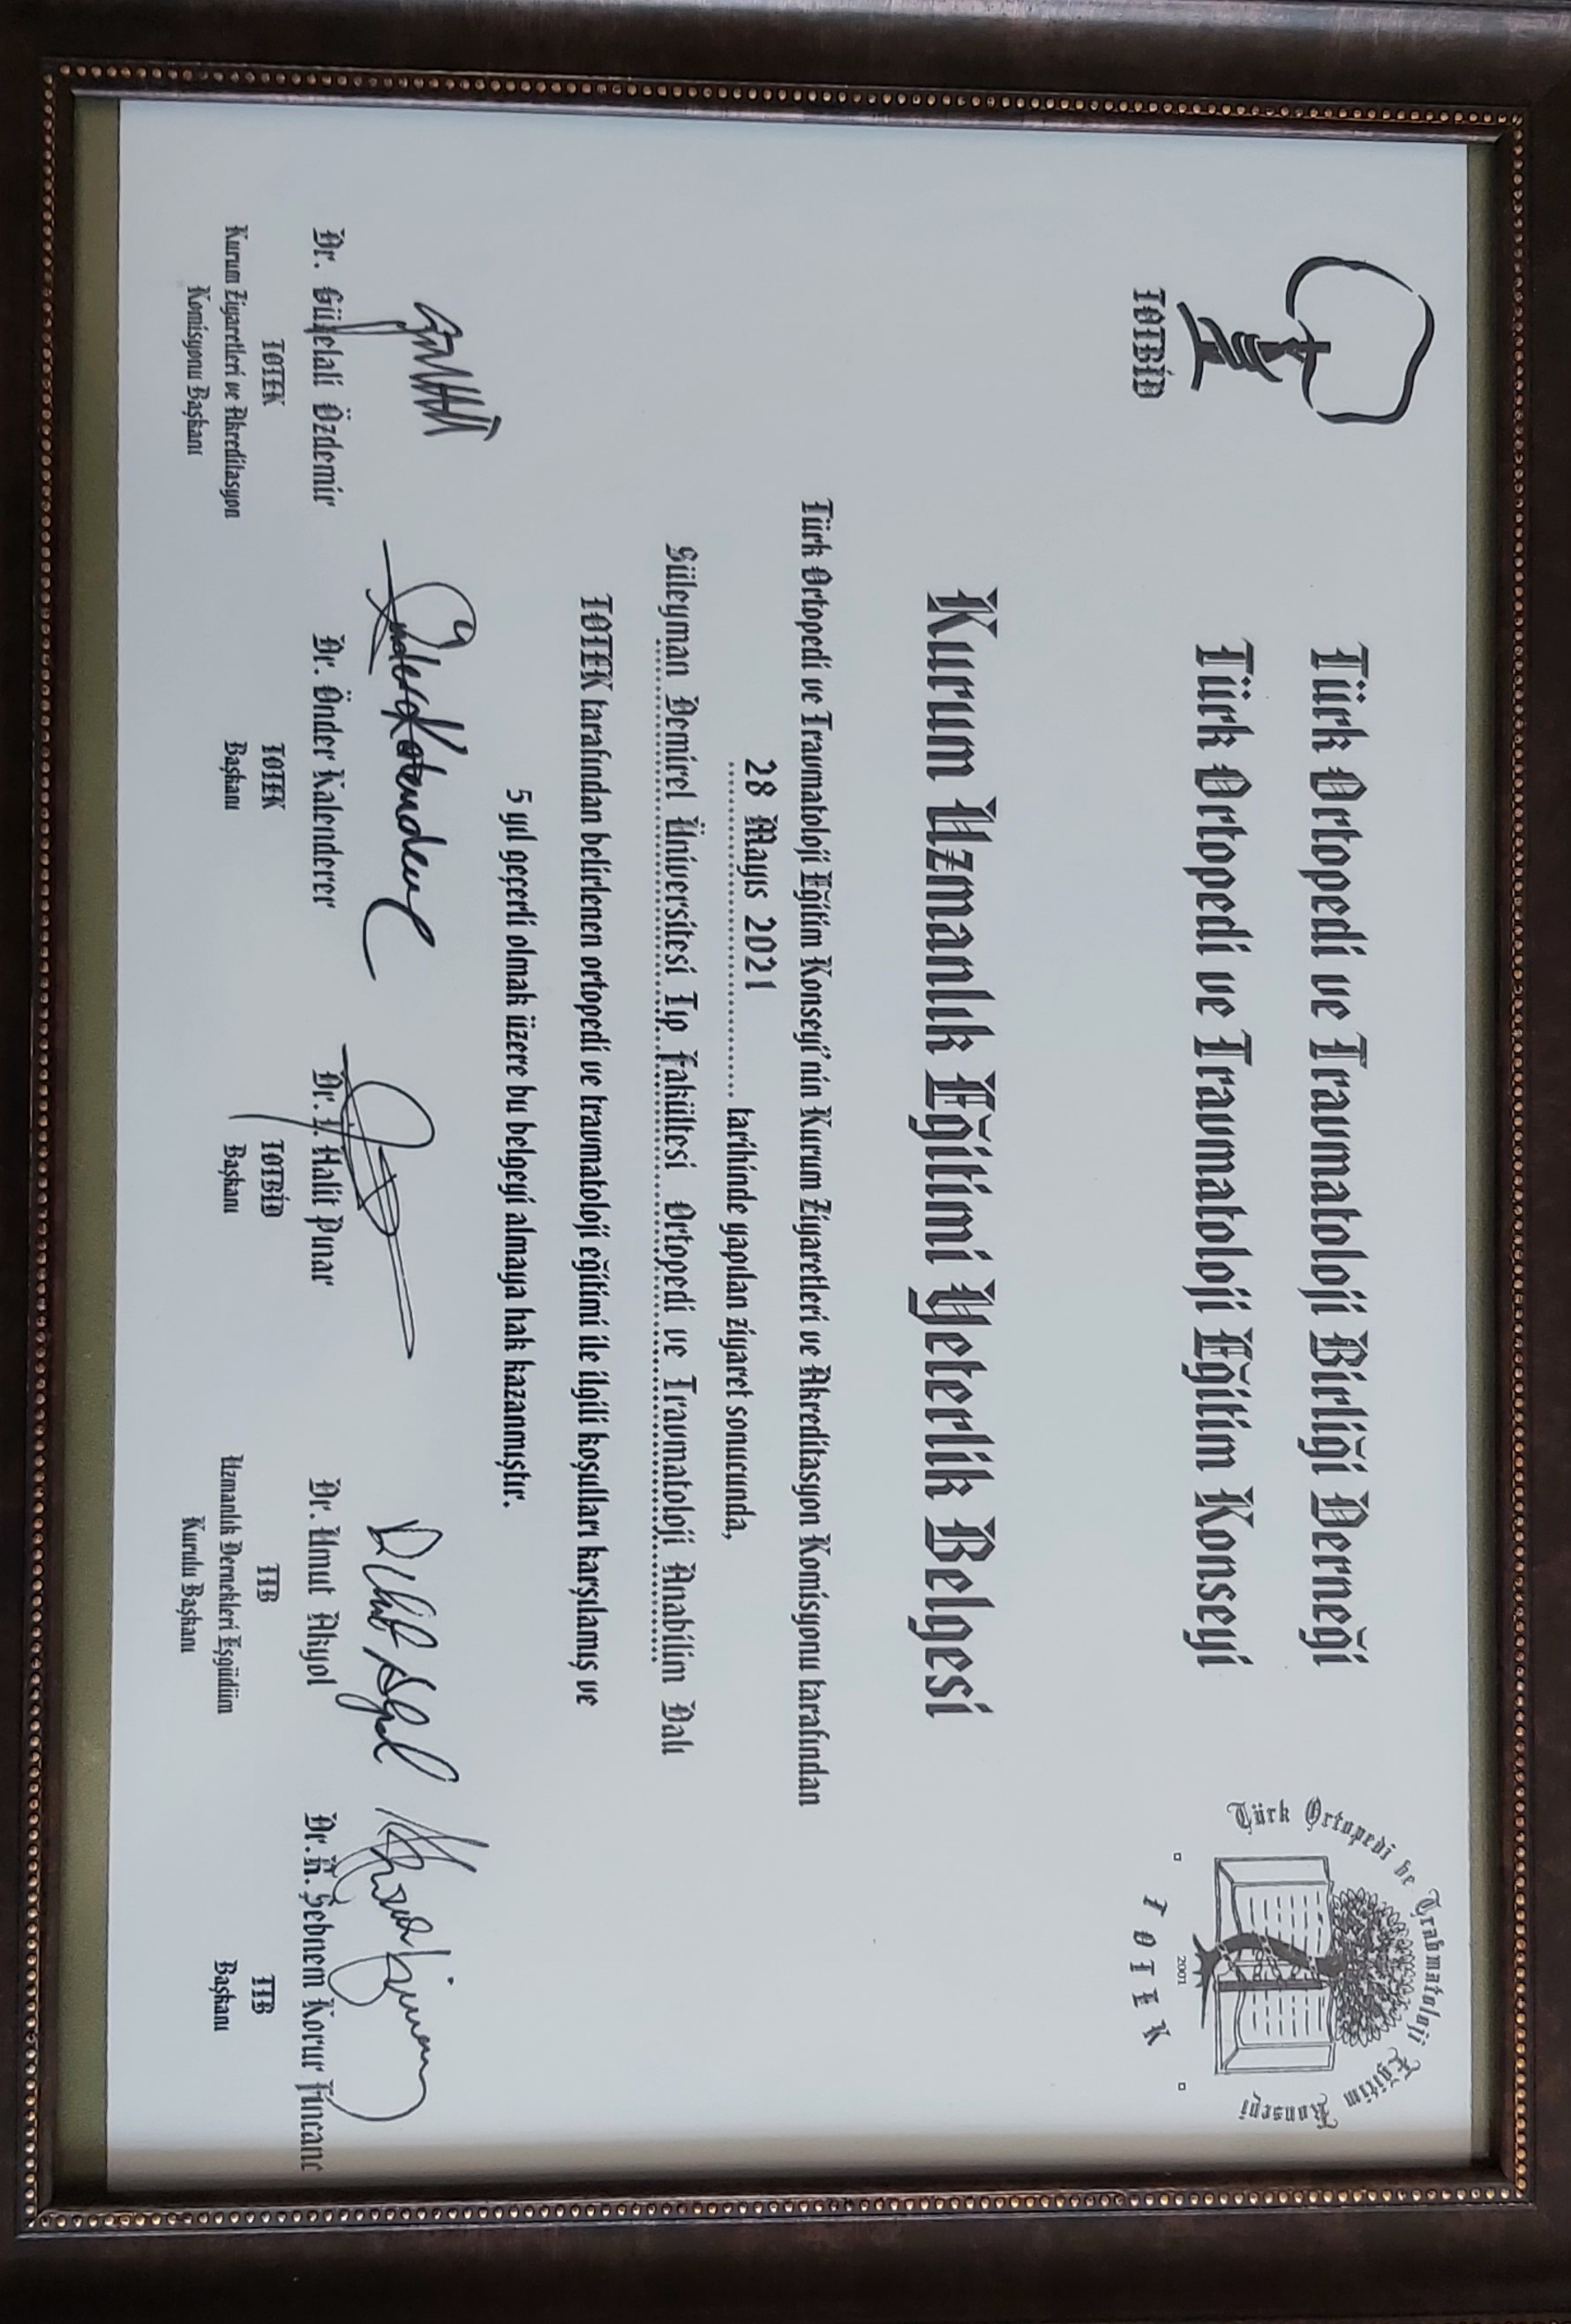 TOTBİD
Türk Ortopedi ve Travmatoloji Birliği Derneği
Türk Ortopedi ve Travmatoloji Eğitim Konseyi
Türk Ortopedi ve Travmatoloji Eğitim Konseyi
2001
TOTEK
Kurum Uzmanlık Eğitimi Yeterlik Belgesi
Türk Ortopedi ve Travmatoloji Eğitim Konseyi'nin Kurum Ziyaretleri ve Akreditasyon Komisyonu tarafından
28 Mayıs 2021 tarihinde yapılan ziyaret sonucunda,
Süleyman Demirel Üniversitesi Tıp Fakültesi Ortopedi ve Travmatoloji Anabilim Dalı
TOTEK tarafından belirlenen ortopedi ve travmatoloji eğitimi ile ilgili koşulları karşılamış ve
5 yıl geçerli olmak üzere bu belgeyi almaya hak kazanmıştır.
Dr. Güzelali Özdemir
TOTEK
Kurum Ziyaretleri ve Akreditasyon
Komisyonu Başkanı
Dr. Önder Kalenderer
TOTEK
Başkanı
Dr. Halit Pınar
TOTBİD
Başkanı
Dr. Umut Akyol
TTB
Uzmanlık Dernekleri Eşgüdüm
Kurulu Başkanı
Dr. R. Şebnem Korur Fincanc
TTB
Başkanı